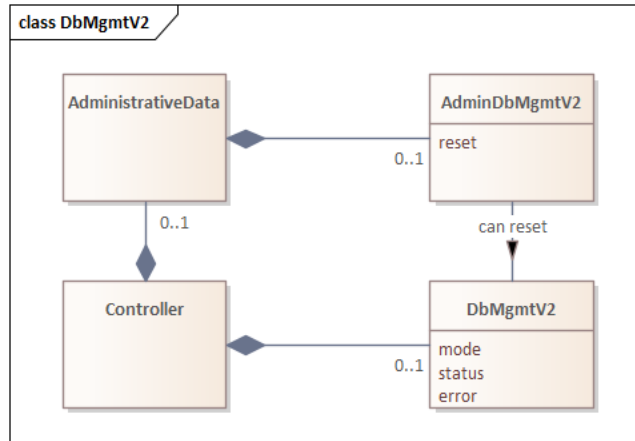 class DbMgmtV2
AdministrativeData
AdminDbMgmtV2
reset
0..1
0..1
can reset
Controller
DbMgmtV2
mode
status
error
0..1